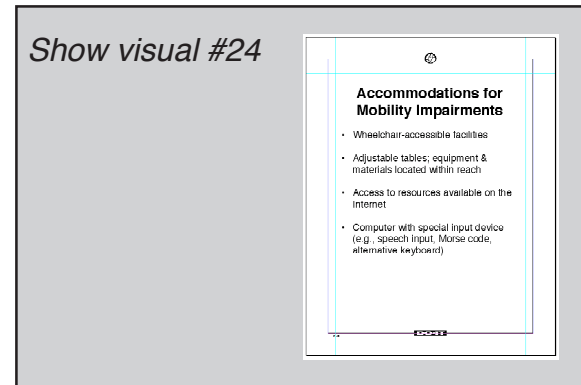 Show visual #24
Accommodations for
Mobility Impairments
• Wheelchair-accessible facilities
• Adjustable tables; equipment &
materials located within reach
• Access to resources available on the
Internet
• Computer with special input device
(e.g., speech input, Morse code,
alternative keyboard)
DO-IT